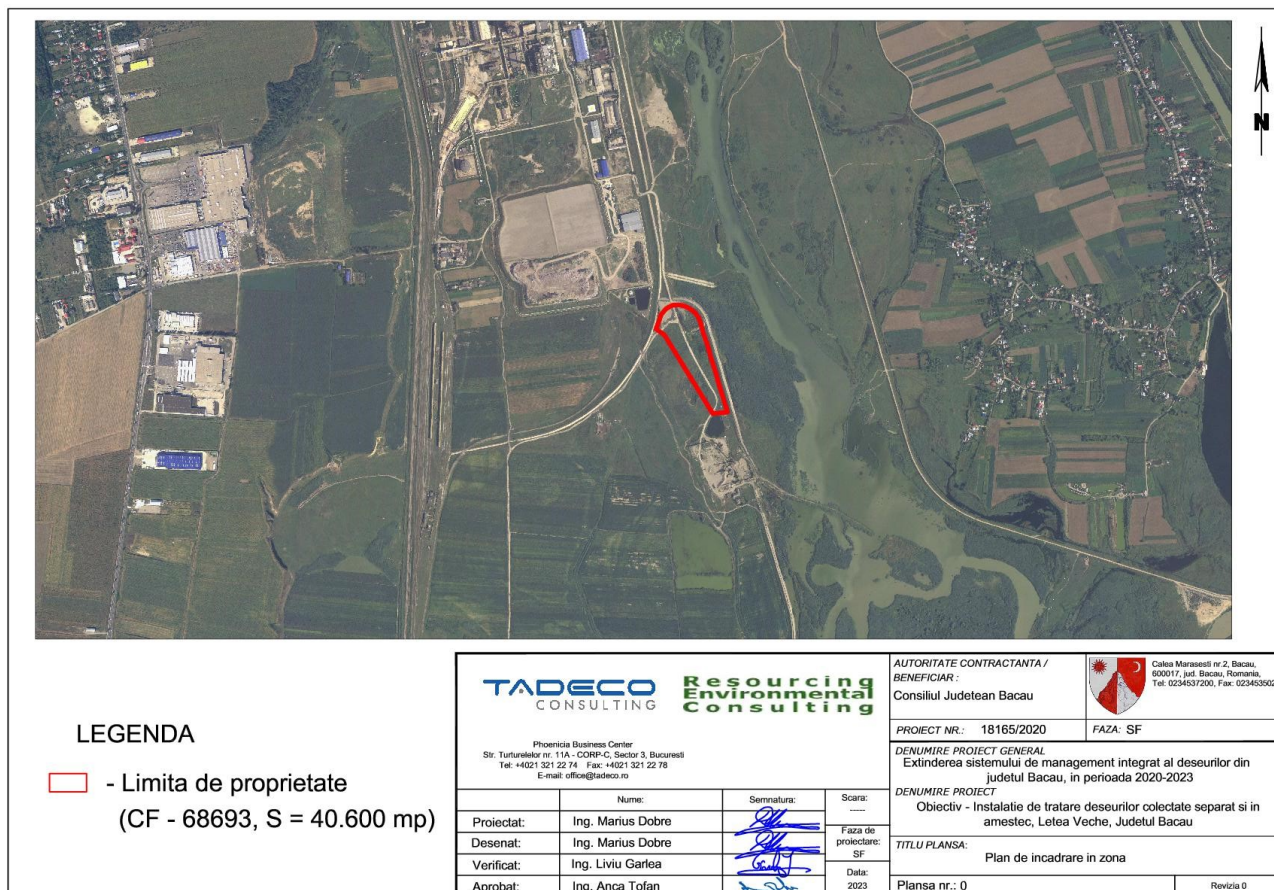 N
LEGENDA
- Limita de proprietate
(CF - 68693, S = 40.600 mp)
TADECO
CONSULTING
Resourcing
Environmental
Consulting
Phoenicia Business Center
Str. Turturelelor nr. 11A - CORP-C, Sector 3, Bucuresti
Tel: +4021 321 22 74 Fax: +4021 321 22 78
E-mail: office@tadeco.ro
Nume:
Semnatura:
Scara:
-----
Proiectat:
Ing. Marius Dobre
Desenat:
Ing. Marius Dobre
Faza de
proiectare:
SF
Verificat:
Ing. Liviu Garlea
Aprobat:
Ing. Anca Tofan
Data:
2023
AUTORITATE CONTRACTANTA /
BENEFICIAR :
Consiliul Judetean Bacau
Calea Marasesti nr.2, Bacau,
600017, jud. Bacau, Romania,
Tel: 0234537200, Fax: 023453502
PROIECT NR.: 18165/2020
FAZA: SF
DENUMIRE PROIECT GENERAL
Extinderea sistemului de management integrat al deseurilor din
judetul Bacau, in perioada 2020-2023
DENUMIRE PROIECT
Obiectiv - Instalatie de tratare deseurilor colectate separat si in
amestec, Letea Veche, Judetul Bacau
TITLU PLANSA:
Plan de incadrare in zona
Plansa nr.: 0
Revizia 0